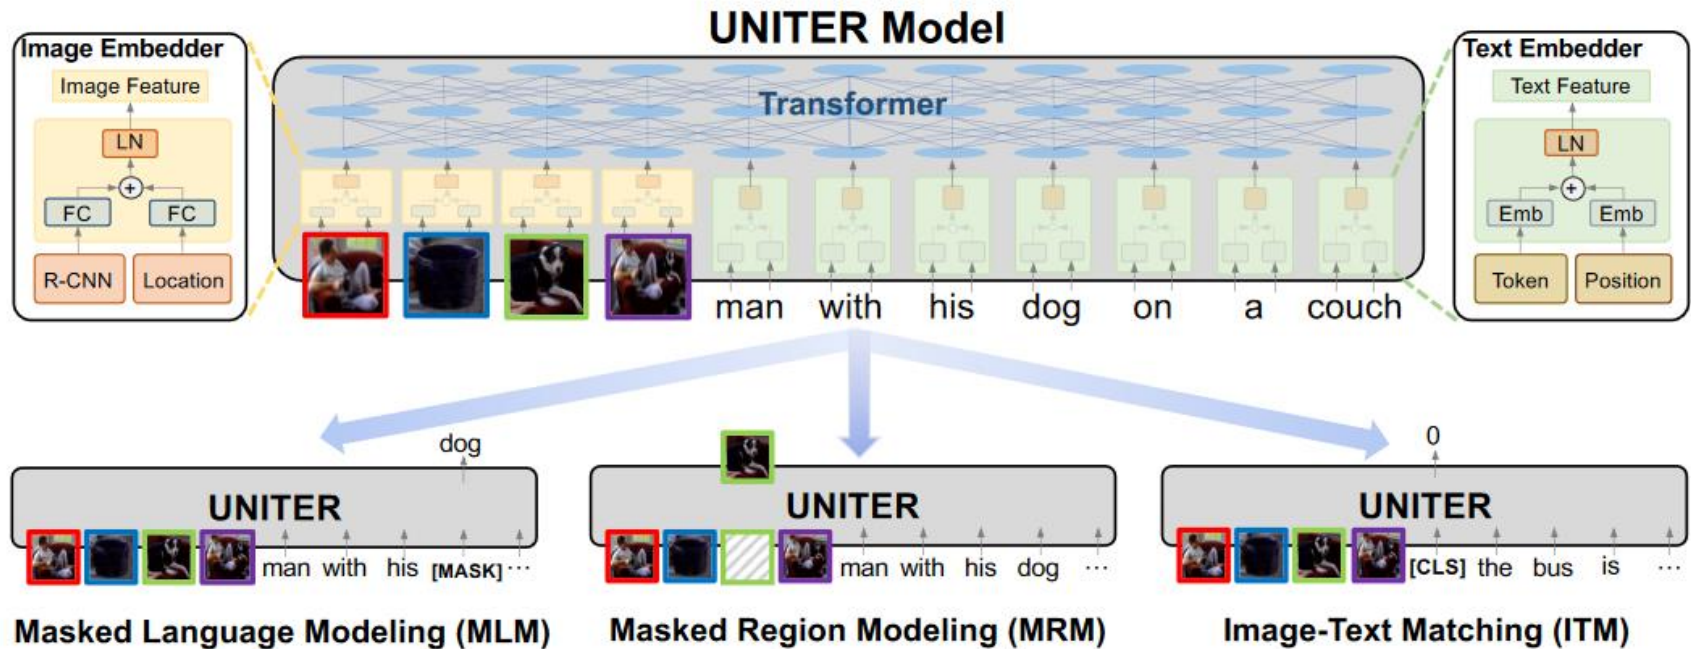 UNITER Model
Image Embedder
Image Feature
LN
+
FC FC
R-CNN Location
Transformer
man with his dog on a couch
Text Embedder
Text Feature
LN
+
Emb Emb
Token Position
dog
UNITER
man with his [MASK] ...
Masked Language Modeling (MLM)
UNITER
man with his dog ...
Masked Region Modeling (MRM)
0
UNITER
[CLS] the bus is ...
Image-Text Matching (ITM)